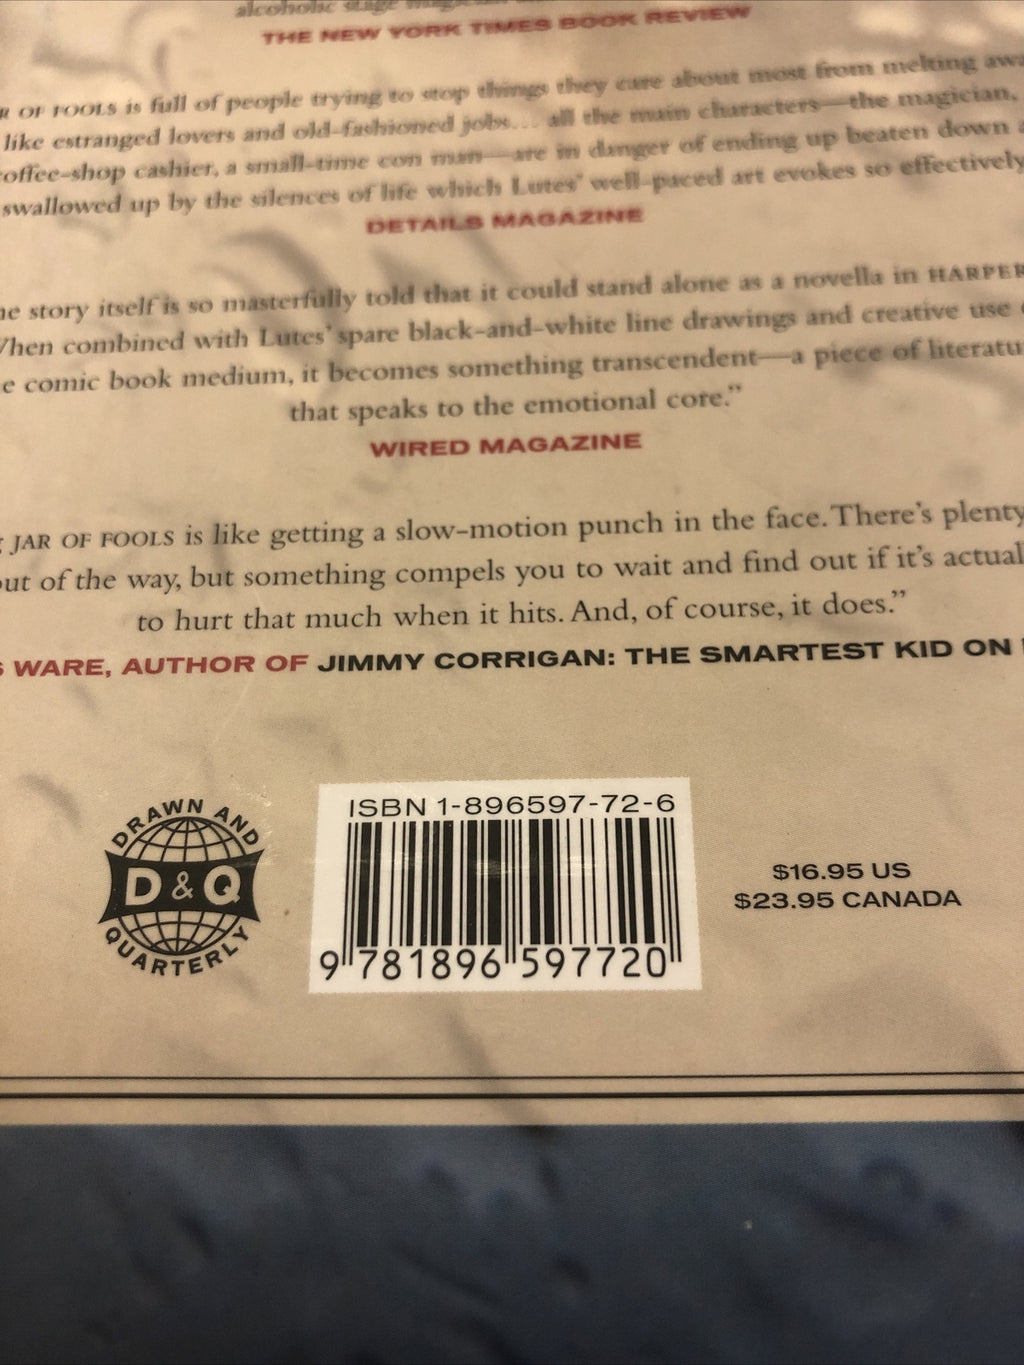 alcoholic stage
THE NEW YORK TIMES BOOK REVIEW
R OF FOOLS is full of people trying to stop things they care about most from melting
like estranged lovers and old-fashioned jobs... all the main characters—the magician,
coffee-shop cashier, a small-time con man—are in danger of ending up beaten down
swallowed up by the silences of life which Lutes' well-paced art evokes so effectively
DETAILS MAGAZINE
story itself is so masterfully told that it could stand alone as a novella in HARPER
When combined with Lutes' spare black-and-white line drawings and creative use
comic book medium, it becomes something transcendent—a piece of literatu
that speaks to the emotional core."
WIRED MAGAZINE
JAR OF FOOLS is like getting a slow-motion punch in the face. There's plenty
out of the way, but something compels you to wait and find out if it's actual
to hurt that much when it hits. And, of course, it does."
S WARE, AUTHOR OF JIMMY CORRIGAN: THE SMARTEST KID ON
DRAWN AND
D & Q
QUARTERLY
ISBN 1-896597-72-6
9 781896 597720
$16.95 US
$23.95 CANADA